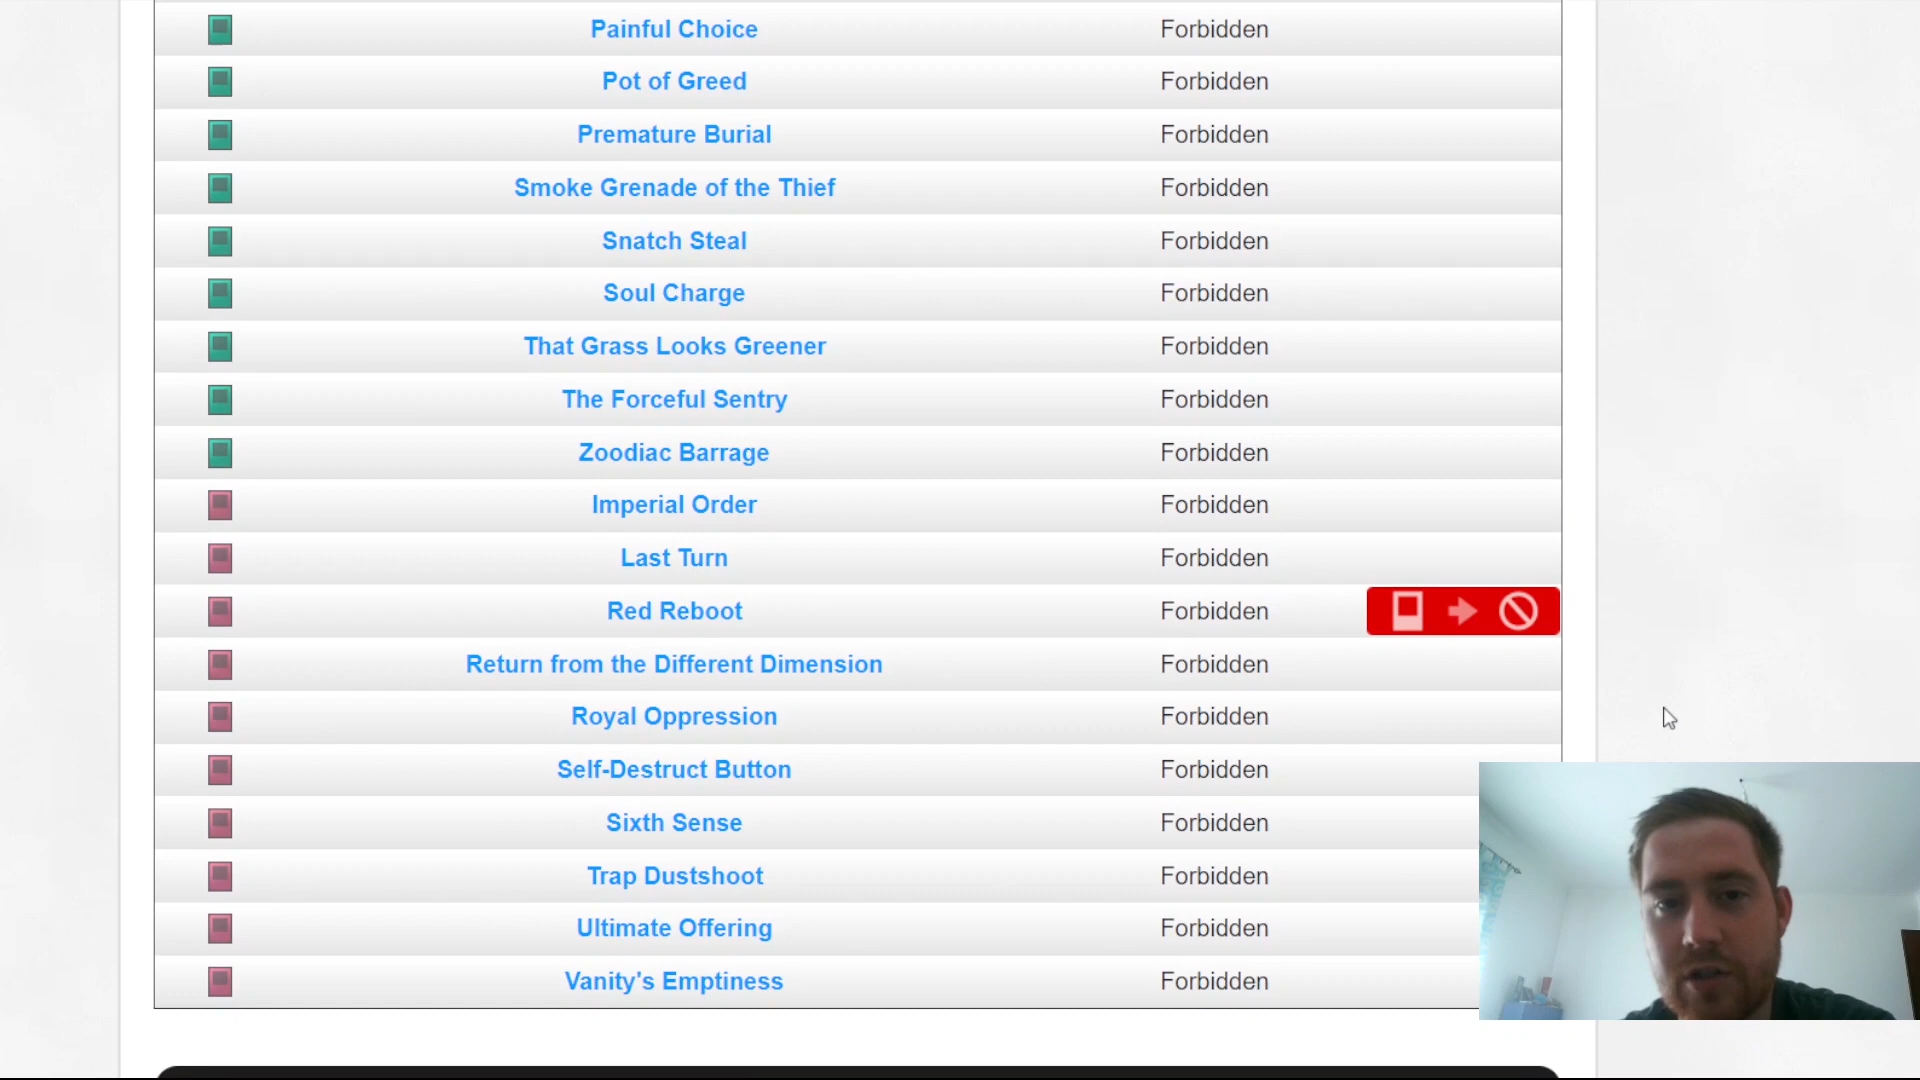 Painful Choice Forbidden
Pot of Greed Forbidden
Premature Burial Forbidden
Smoke Grenade of the Thief Forbidden
Snatch Steal Forbidden
Soul Charge Forbidden
That Grass Looks Greener Forbidden
The Forceful Sentry Forbidden
Zoodiac Barrage Forbidden
Imperial Order Forbidden
Last Turn Forbidden
Red Reboot Forbidden
Return from the Different Dimension Forbidden
Royal Oppression Forbidden
Self-Destruct Button Forbidden
Sixth Sense Forbidden
Trap Dustshoot Forbidden
Ultimate Offering Forbidden
Vanity's Emptiness Forbidden